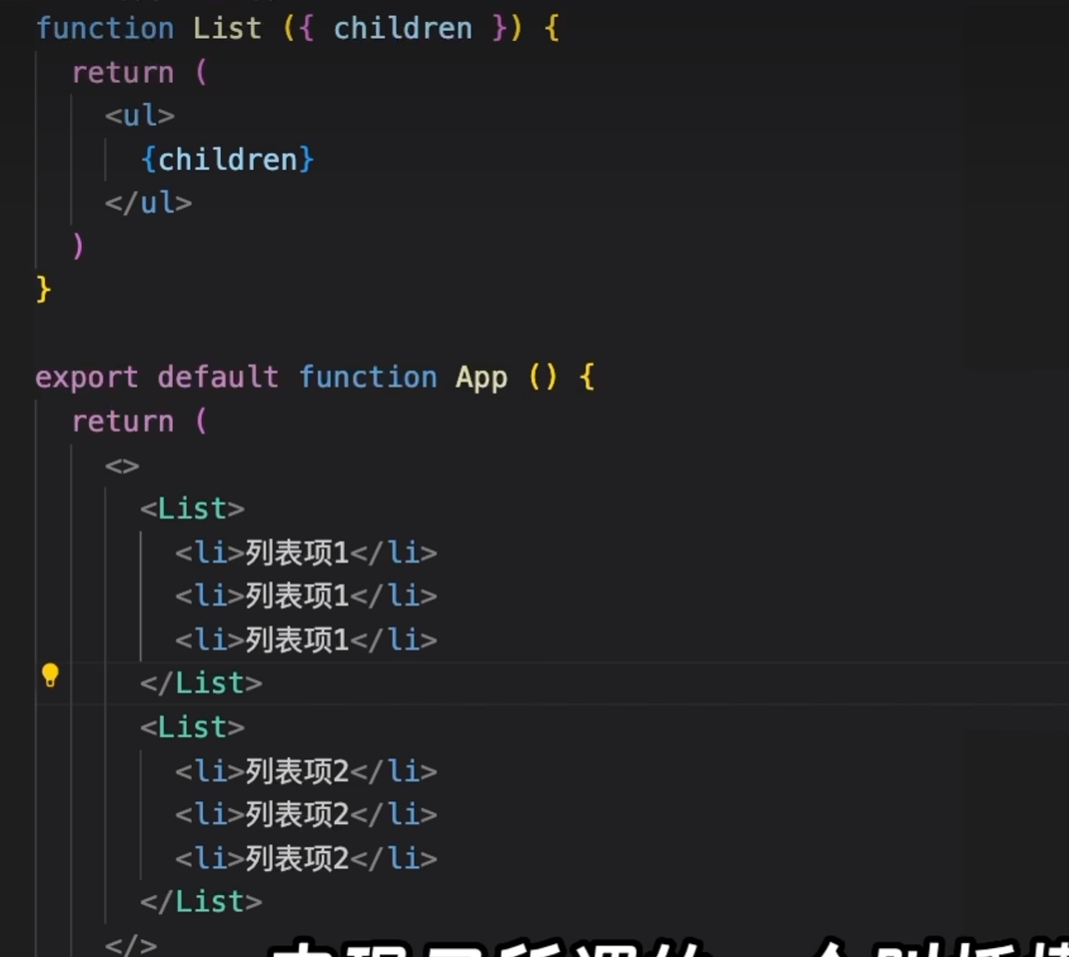 function List ({ children }) {
  return (
    <ul>
      {children}
    </ul>
  )
}

export default function App () {
  return (
    <>
      <List>
        <li>列表项1</li>
        <li>列表项1</li>
        <li>列表项1</li>
      </List>
      <List>
        <li>列表项2</li>
        <li>列表项2</li>
        <li>列表项2</li>
      </List>
    </>